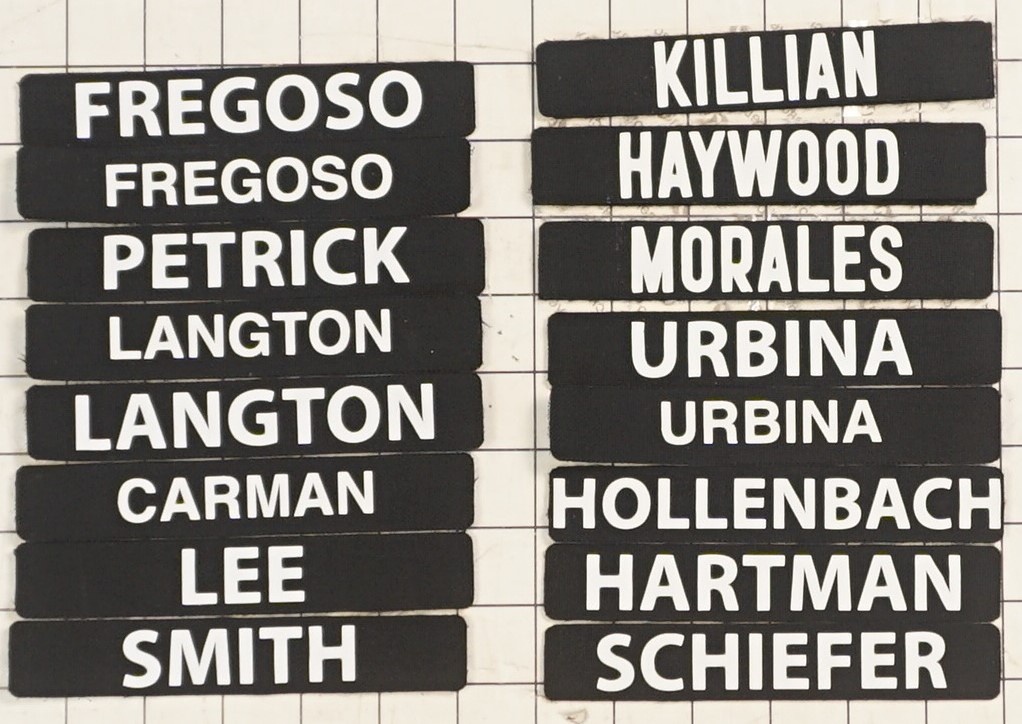 FREGOSO
FREGOSO
PETRICK
LANGTON
LANGTON
CARMAN
LEE
SMITH
KILLIAN
HAYWOOD
MORALES
URBINA
URBINA
HOLLENBACH
HARTMAN
SCHIEFER